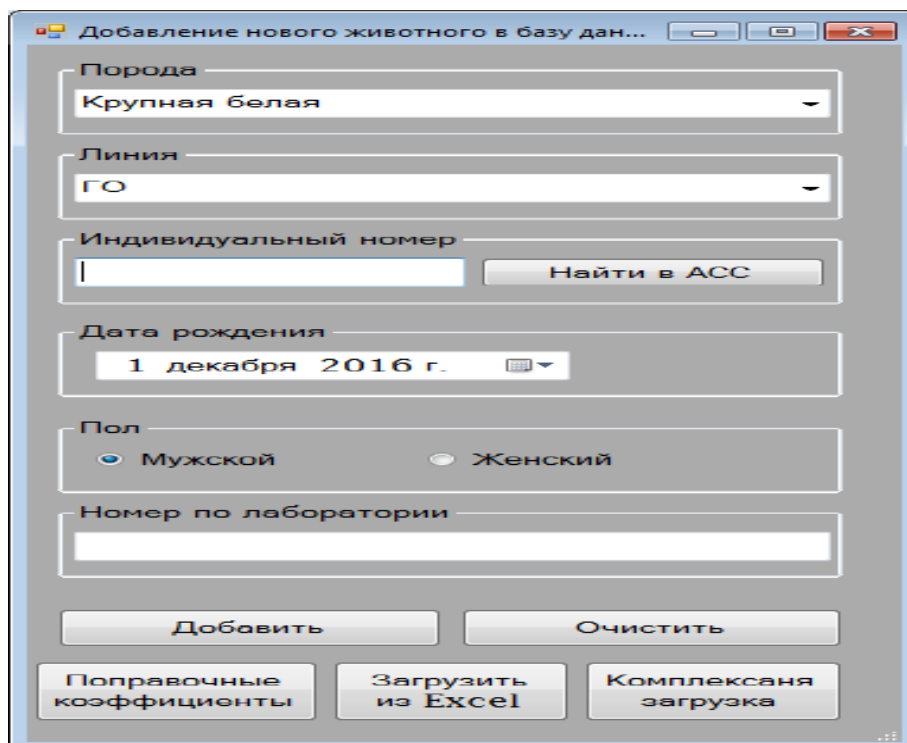 Добавление нового животного в базу дан...
Порода
Крупная белая
Линия
ГО
Индивидуальный номер
Найти в АСС
Дата рождения
1 декабря 2016 г.
Пол
Мужской Женский
Номер по лаборатории
Добавить Очистить
Поправочные Загрузить Комплексаня
коэффициенты из Excel загрузка